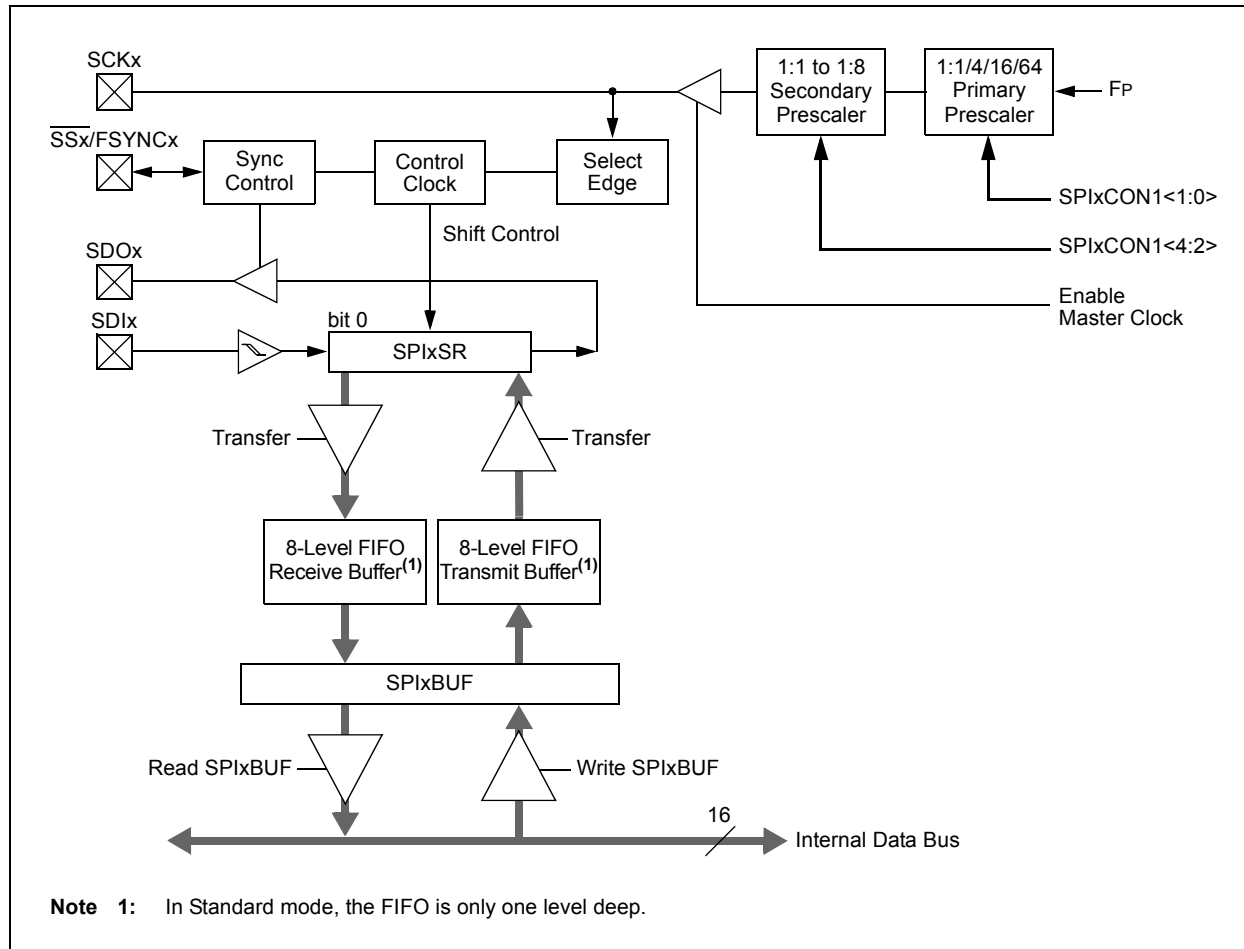 SCKx
1:1 to 1:8
Secondary
Prescaler
1:1/4/16/64
Primary
Prescaler
FP
SSx/FSYNCx
Sync
Control
Control
Clock
Select
Edge
SPIxCON1<1:0>
Shift Control
SPIxCON1<4:2>
SDOx
Enable
Master Clock
SDIx
bit 0
SPIxSR
Transfer
Transfer
8-Level FIFO
Receive Buffer(1)
8-Level FIFO
Transmit Buffer(1)
SPIxBUF
Read SPIxBUF
Write SPIxBUF
16
Internal Data Bus
Note 1: In Standard mode, the FIFO is only one level deep.